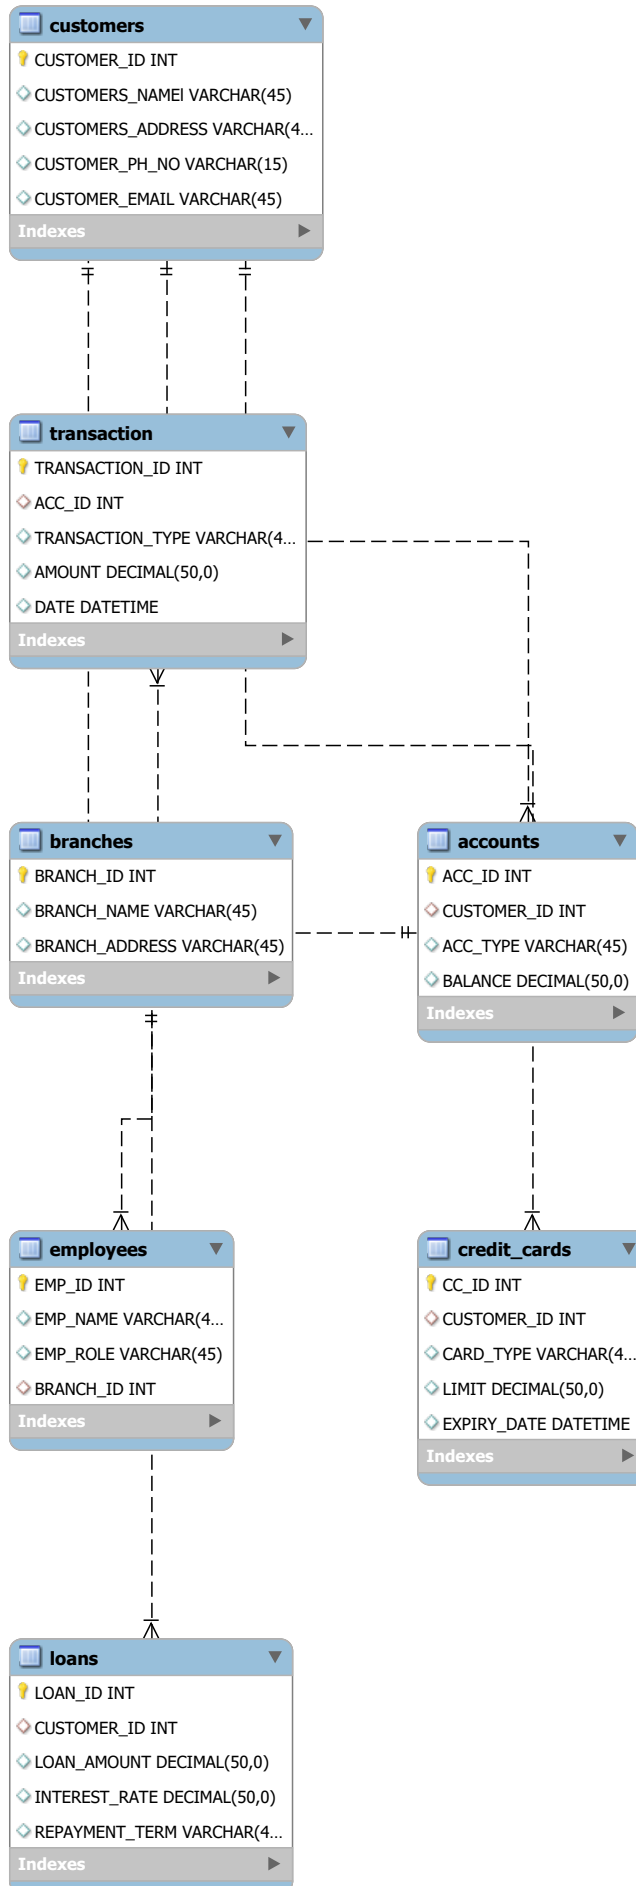 customers
CUSTOMER_ID INT
CUSTOMERS_NAMEl VARCHAR(45)
CUSTOMERS_ADDRESS VARCHAR(4...
CUSTOMER_PH_NO VARCHAR(15)
CUSTOMER_EMAIL VARCHAR(45)
Indexes
transaction
TRANSACTION_ID INT
ACC_ID INT
TRANSACTION_TYPE VARCHAR(4...
AMOUNT DECIMAL(50,0)
DATE DATETIME
Indexes
branches
BRANCH_ID INT
BRANCH_NAME VARCHAR(45)
BRANCH_ADDRESS VARCHAR(45)
Indexes
accounts
ACC_ID INT
CUSTOMER_ID INT
ACC_TYPE VARCHAR(45)
BALANCE DECIMAL(50,0)
Indexes
employees
EMP_ID INT
EMP_NAME VARCHAR(4...
EMP_ROLE VARCHAR(45)
BRANCH_ID INT
Indexes
credit_cards
CC_ID INT
CUSTOMER_ID INT
CARD_TYPE VARCHAR(4...
LIMIT DECIMAL(50,0)
EXPIRY_DATE DATETIME
Indexes
loans
LOAN_ID INT
CUSTOMER_ID INT
LOAN_AMOUNT DECIMAL(50,0)
INTEREST_RATE DECIMAL(50,0)
REPAYMENT_TERM VARCHAR(4...
Indexes